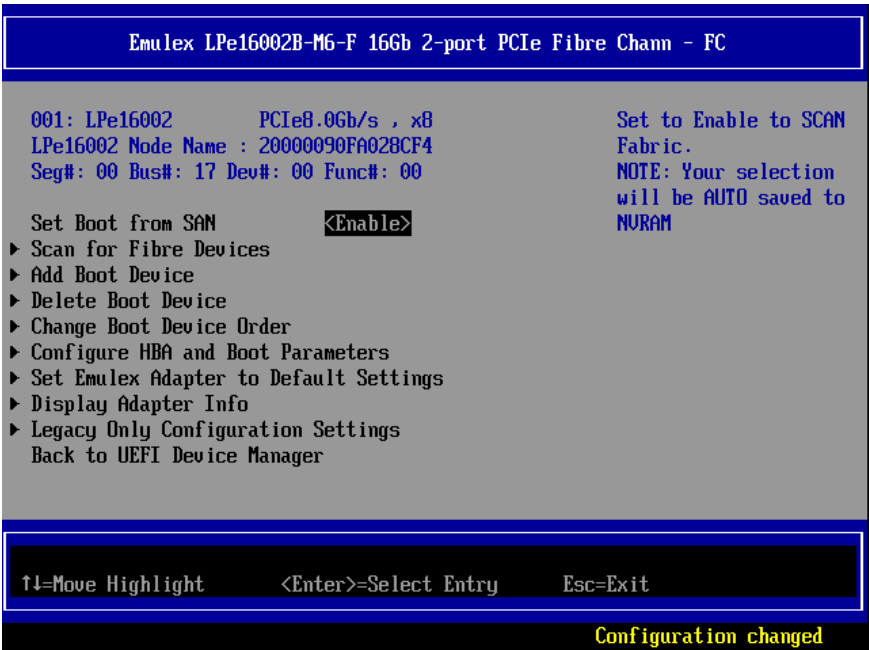 Emulex LPe16002B-M6-F 16Gb 2-port PCIe Fibre Chann - FC
001: LPe16002 PCIe8.0Gb/s , x8
LPe16002 Node Name : 20000090FA028CF4
Seg#: 00 Bus#: 17 Dev#: 00 Func#: 00
Set Boot from SAN <Enable>
▶ Scan for Fibre Devices
▶ Add Boot Device
▶ Delete Boot Device
▶ Change Boot Device Order
▶ Configure HBA and Boot Parameters
▶ Set Emulex Adapter to Default Settings
▶ Display Adapter Info
▶ Legacy Only Configuration Settings
Back to UEFI Device Manager
Set to Enable to SCAN
Fabric.
NOTE: Your selection
will be AUTO saved to
NVRAM
↑↓=Move Highlight <Enter>=Select Entry Esc=Exit
Configuration changed